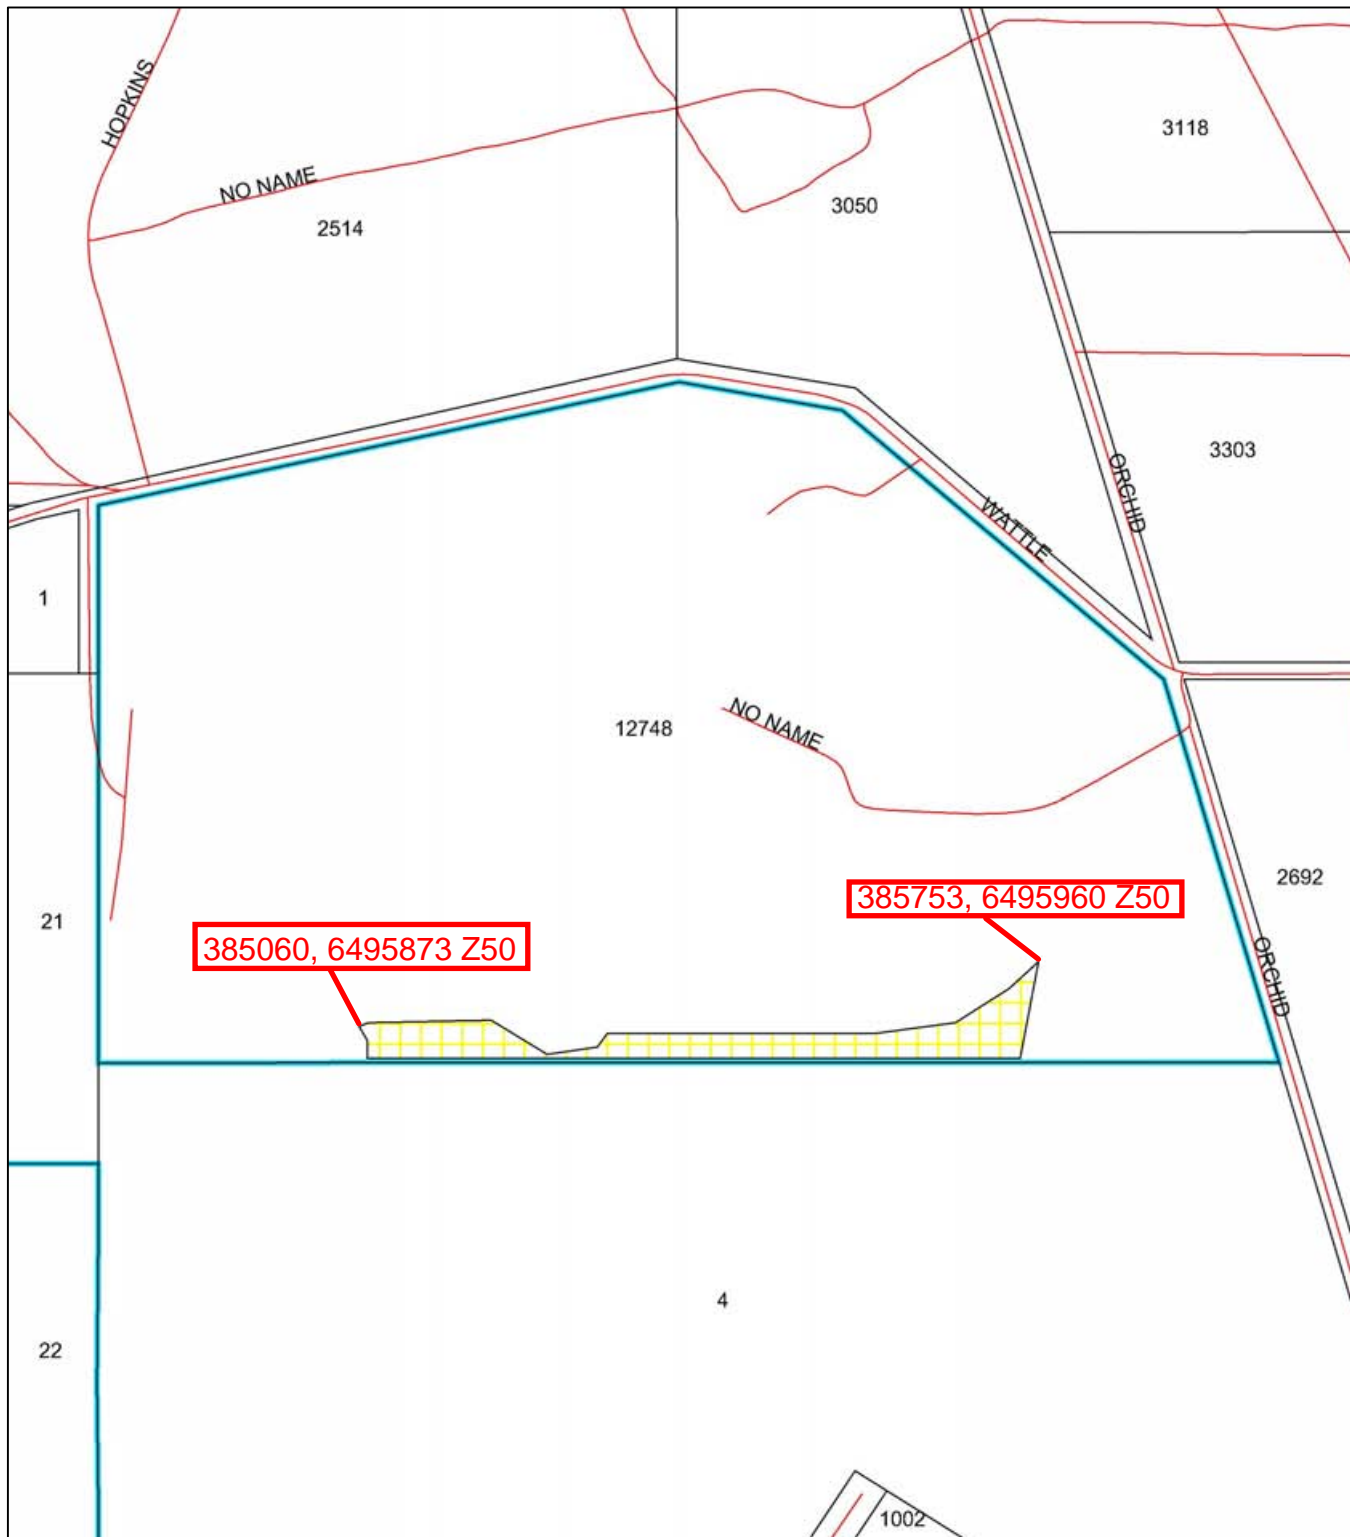 HOPKINS
3118
NO NAME
3050
2514
ORCHID
3303
WATTLE
1
NO NAME
12748
2692
385753, 6495960 Z50
21
385060, 6495873 Z50
ORCHID
4
22
1002